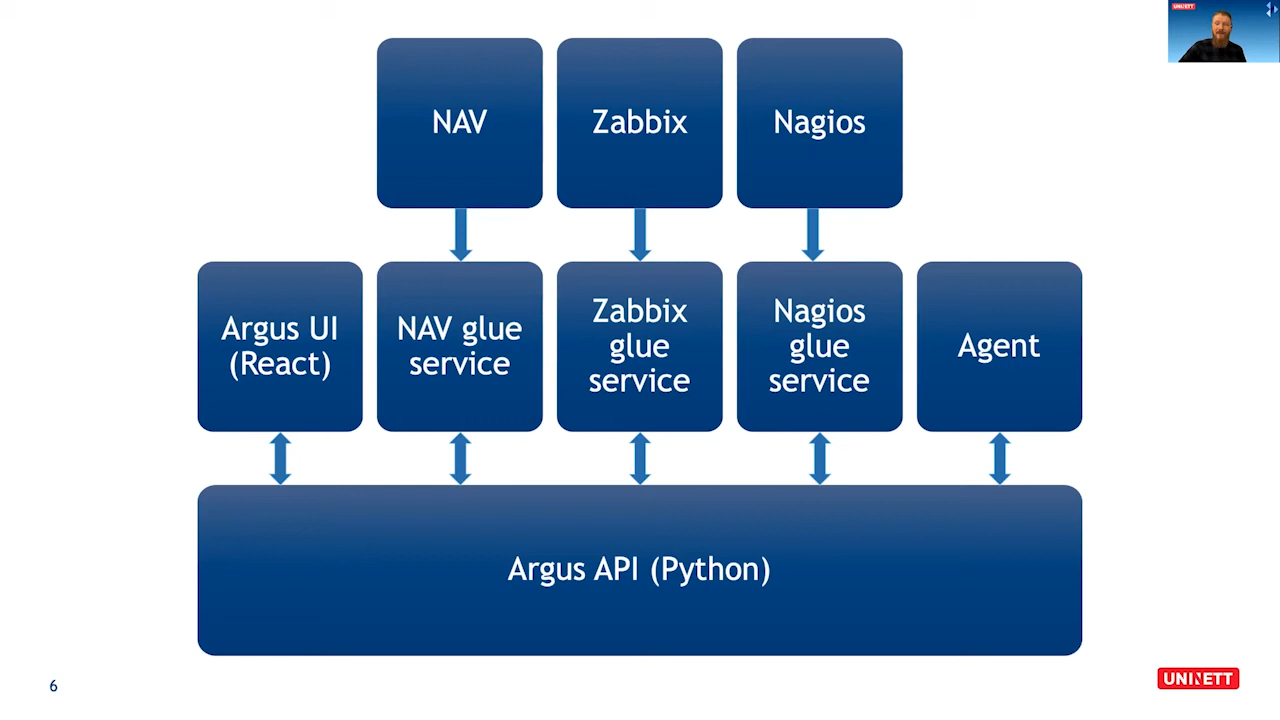 UNINETT
NAV
Zabbix
Nagios
Argus UI
(React)
NAV glue
service
Zabbix
glue
service
Nagios
glue
service
Agent
Argus API (Python)
6
UNINETT